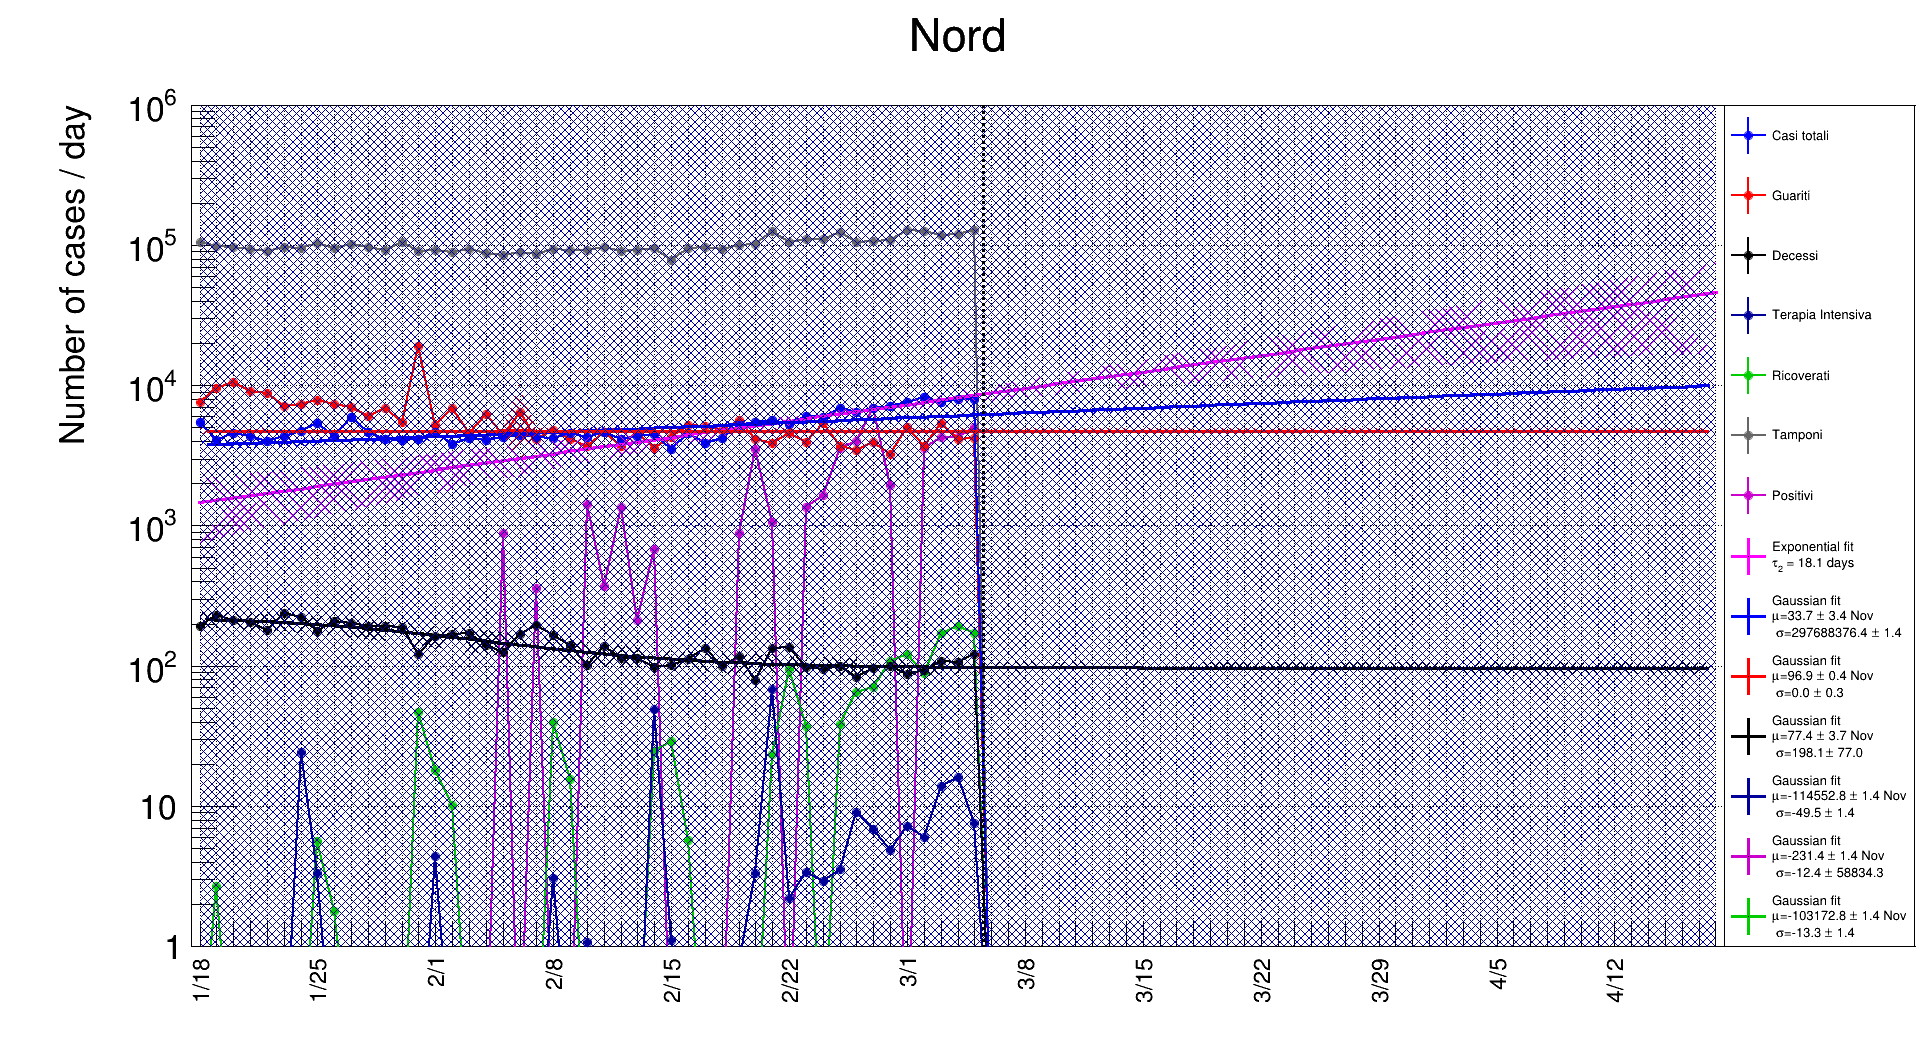 Nord
Number of cases / day
10^6
10^5
10^4
10^3
10^2
10
1
1/18
1/25
2/1
2/8
2/15
2/22
3/1
3/8
3/15
3/22
3/29
4/5
4/12
Casi totali
Guariti
Decessi
Terapia Intensiva
Ricoverati
Tamponi
Positivi
Exponential fit
τ_2 = 18.1 days
Gaussian fit
μ=33.7 ± 3.4 Nov
σ=297688376.4 ± 1.4
Gaussian fit
μ=96.9 ± 0.4 Nov
σ=0.0 ± 0.3
Gaussian fit
μ=77.4 ± 3.7 Nov
σ=198.1 ± 77.0
Gaussian fit
μ=-114552.8 ± 1.4 Nov
σ=-49.5 ± 1.4
Gaussian fit
μ=-231.4 ± 1.4 Nov
σ=-12.4 ± 58834.3
Gaussian fit
μ=-103172.8 ± 1.4 Nov
σ=-13.3 ± 1.4